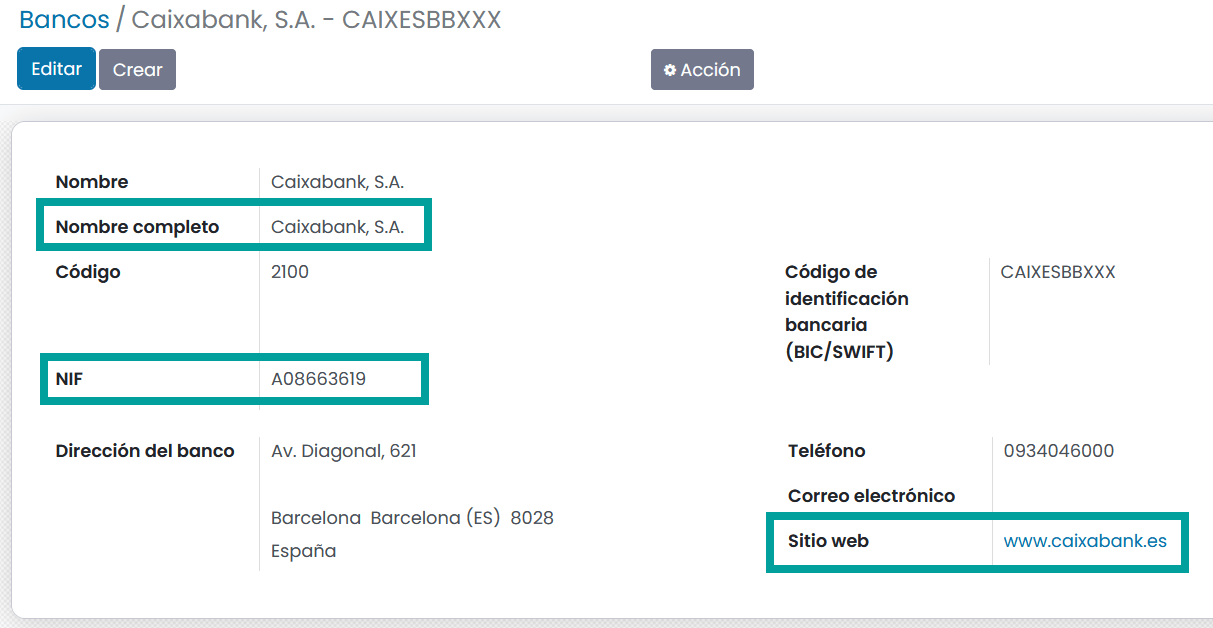 Bancos / Caixabank, S.A. - CAIXESBBXXX
Editar Crear Acción
Nombre Caixabank, S.A.
Nombre completo Caixabank, S.A.
Código 2100
Código de identificación bancaria (BIC/SWIFT) CAIXESBBXXX
NIF A08663619
Dirección del banco Av. Diagonal, 621
Barcelona Barcelona (ES) 8028
España
Teléfono 0934046000
Correo electrónico
Sitio web www.caixabank.es